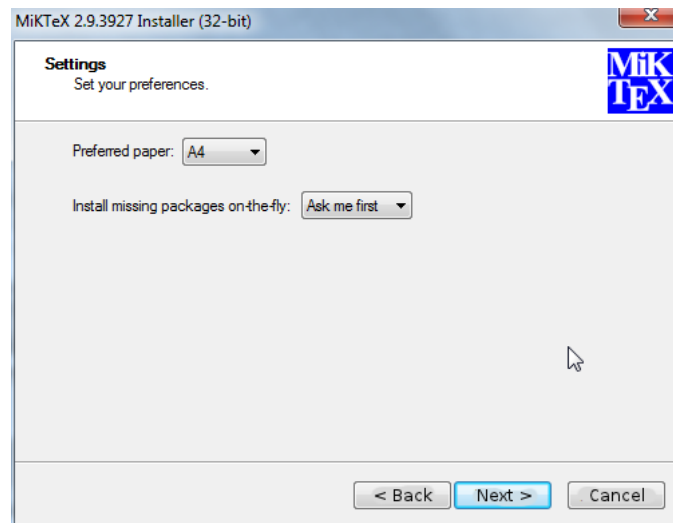 MiKTeX 2.9.3927 Installer (32-bit)
X
Settings
Set your preferences.
MiK
TEX
Preferred paper: A4
Install missing packages on-the-fly: Ask me first
< Back Next > Cancel